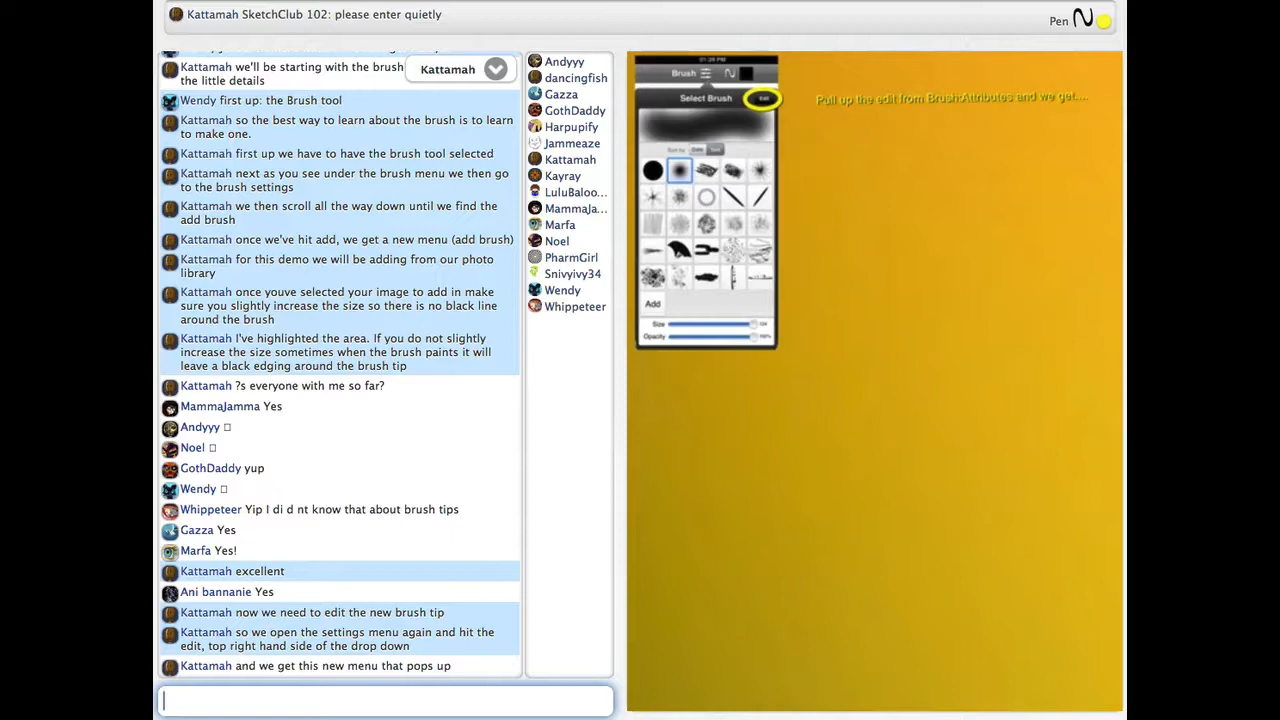 Kattamah SketchClub 102: please enter quietly
Pen
Kattamah we'll be starting with the brush
the little details
Kattamah
Wendy first up: the Brush tool
Kattamah so the best way to learn about the brush is to learn
to make one.
Kattamah first up we have to have the brush tool selected
Kattamah next as you see under the brush menu we then go
to the brush settings
Kattamah we then scroll all the way down until we find the
add brush
Kattamah once we've hit add, we get a new menu (add brush)
Kattamah for this demo we will be adding from our photo
library
Kattamah once youve selected your image to add in make
sure you slightly increase the size so there is no black line
around the brush
Kattamah I've highlighted the area. If you do not slightly
increase the size sometimes when the brush paints it will
leave a black edging around the brush tip
Kattamah ?s everyone with me so far?
MammaJamma Yes
Andyyy
Noel
GothDaddy yup
Wendy
Whippeteer Yip I di d nt know that about brush tips
Gazza Yes
Marfa Yes!
Kattamah excellent
Ani bannanie Yes
Kattamah now we need to edit the new brush tip
Kattamah so we open the settings menu again and hit the
edit, top right hand side of the drop down
Kattamah and we get this new menu that pops up
Andyyy
dancingfish
Gazza
GothDaddy
Harpupify
Jammeaze
Kattamah
Kayray
LuluBaloo...
MammaJa...
Marfa
Noel
PharmGirl
Snivyivy34
Wendy
Whippeteer
Brush
Select Brush
Edit
Add
Size
Opacity
Pull up the edit from Brush:Attributes and we get....